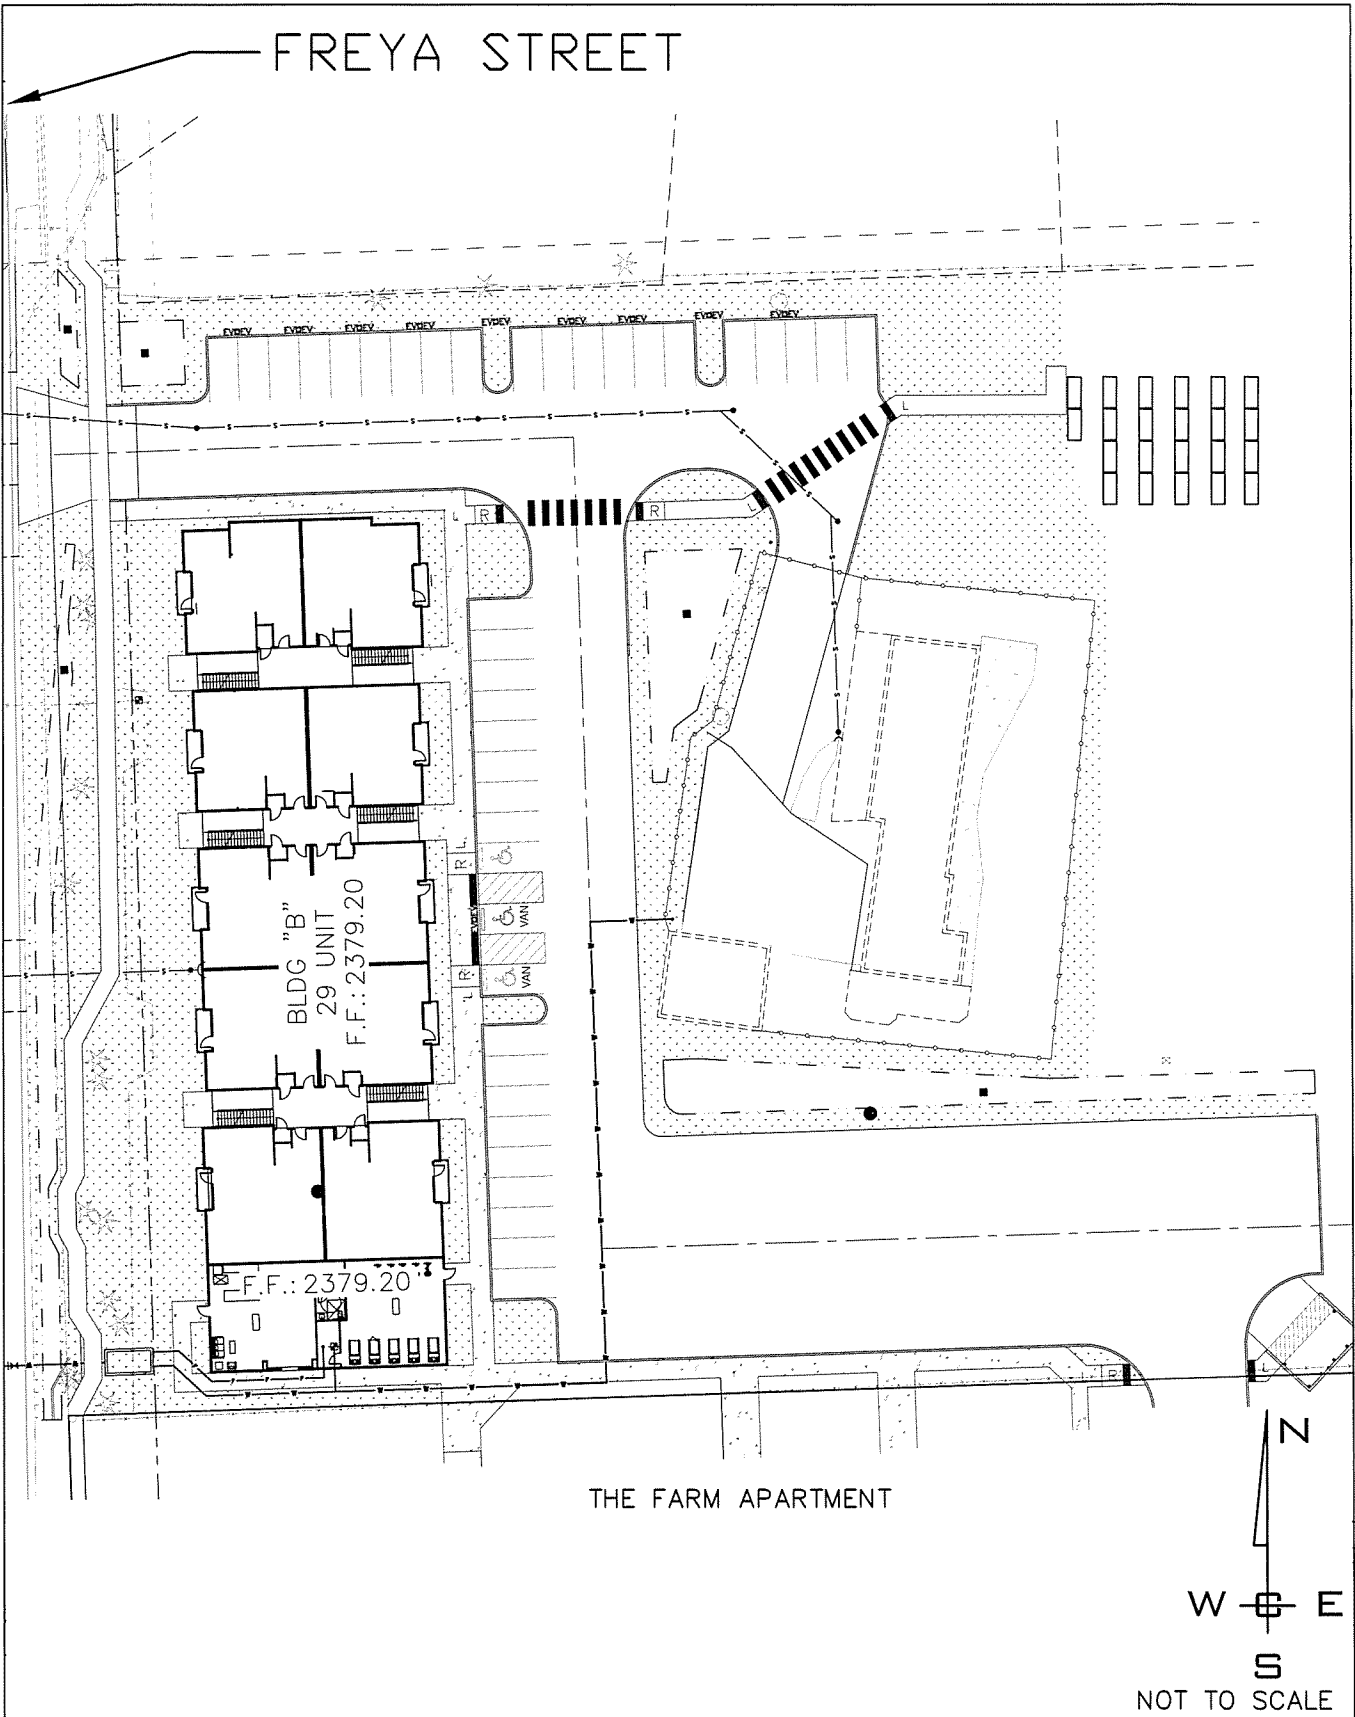 FREYA STREET
EVDEV EVDEV EVDEV EVDEV EVDEV EVDEV EVDEV EVDEV EVDEV
S S S S S S S S S S
L
L
L R R
S
S
S
S
L
R
VAN
EVDEV
VAN
R
L
BLDG "B"
29 UNIT
F.F.: 2379.20
W
S S S
F.F.: 2379.20
F F F
W W W W W W
R
L
N
THE FARM APARTMENT
W E
S
NOT TO SCALE